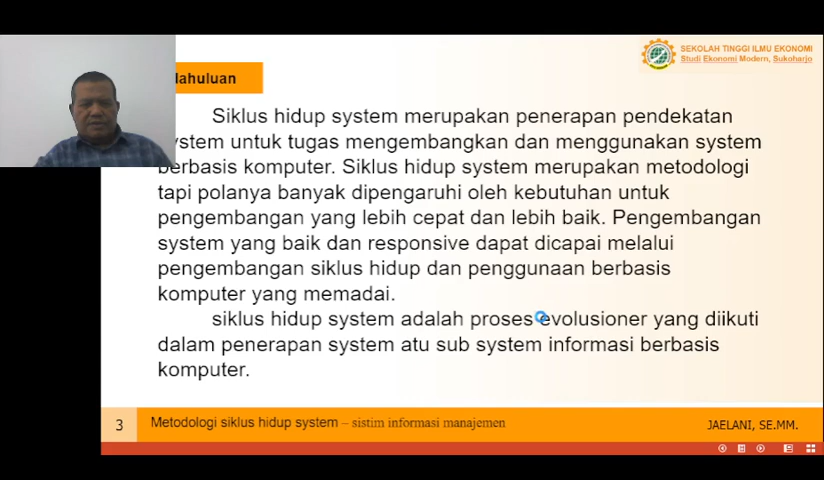 SEKOLAH TINGGI ILMU EKONOMI
Studi Ekonomi Modern, Sukoharjo
lahuluan
Siklus hidup system merupakan penerapan pendekatan
system untuk tugas mengembangkan dan menggunakan system
berbasis komputer. Siklus hidup system merupakan metodologi
tapi polanya banyak dipengaruhi oleh kebutuhan untuk
pengembangan yang lebih cepat dan lebih baik. Pengembangan
system yang baik dan responsive dapat dicapai melalui
pengembangan siklus hidup dan penggunaan berbasis
komputer yang memadai.
siklus hidup system adalah proses evolusioner yang diikuti
dalam penerapan system atu sub system informasi berbasis
komputer.
3
Metodologi siklus hidup system – sistim informasi manajemen
JAELANI, SE.MM.